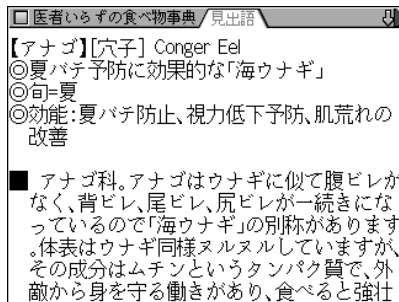 医者いらずの食べ物事典 見出語
【アナゴ】[穴子] Conger Eel
◎夏バテ予防に効果的な「海ウナギ」
◎旬=夏
◎効能:夏バテ防止、視力低下予防、肌荒れの
改善
■ アナゴ科。アナゴはウナギに似て腹ビレが
なく、背ビレ、尾ビレ、尻ビレが一続きにな
っているので「海ウナギ」の別称があります
。体表はウナギ同様ヌルヌルしていますが、
その成分はムチンというタンパク質で、外
敵から身を守る働きがあり、食べると強壮